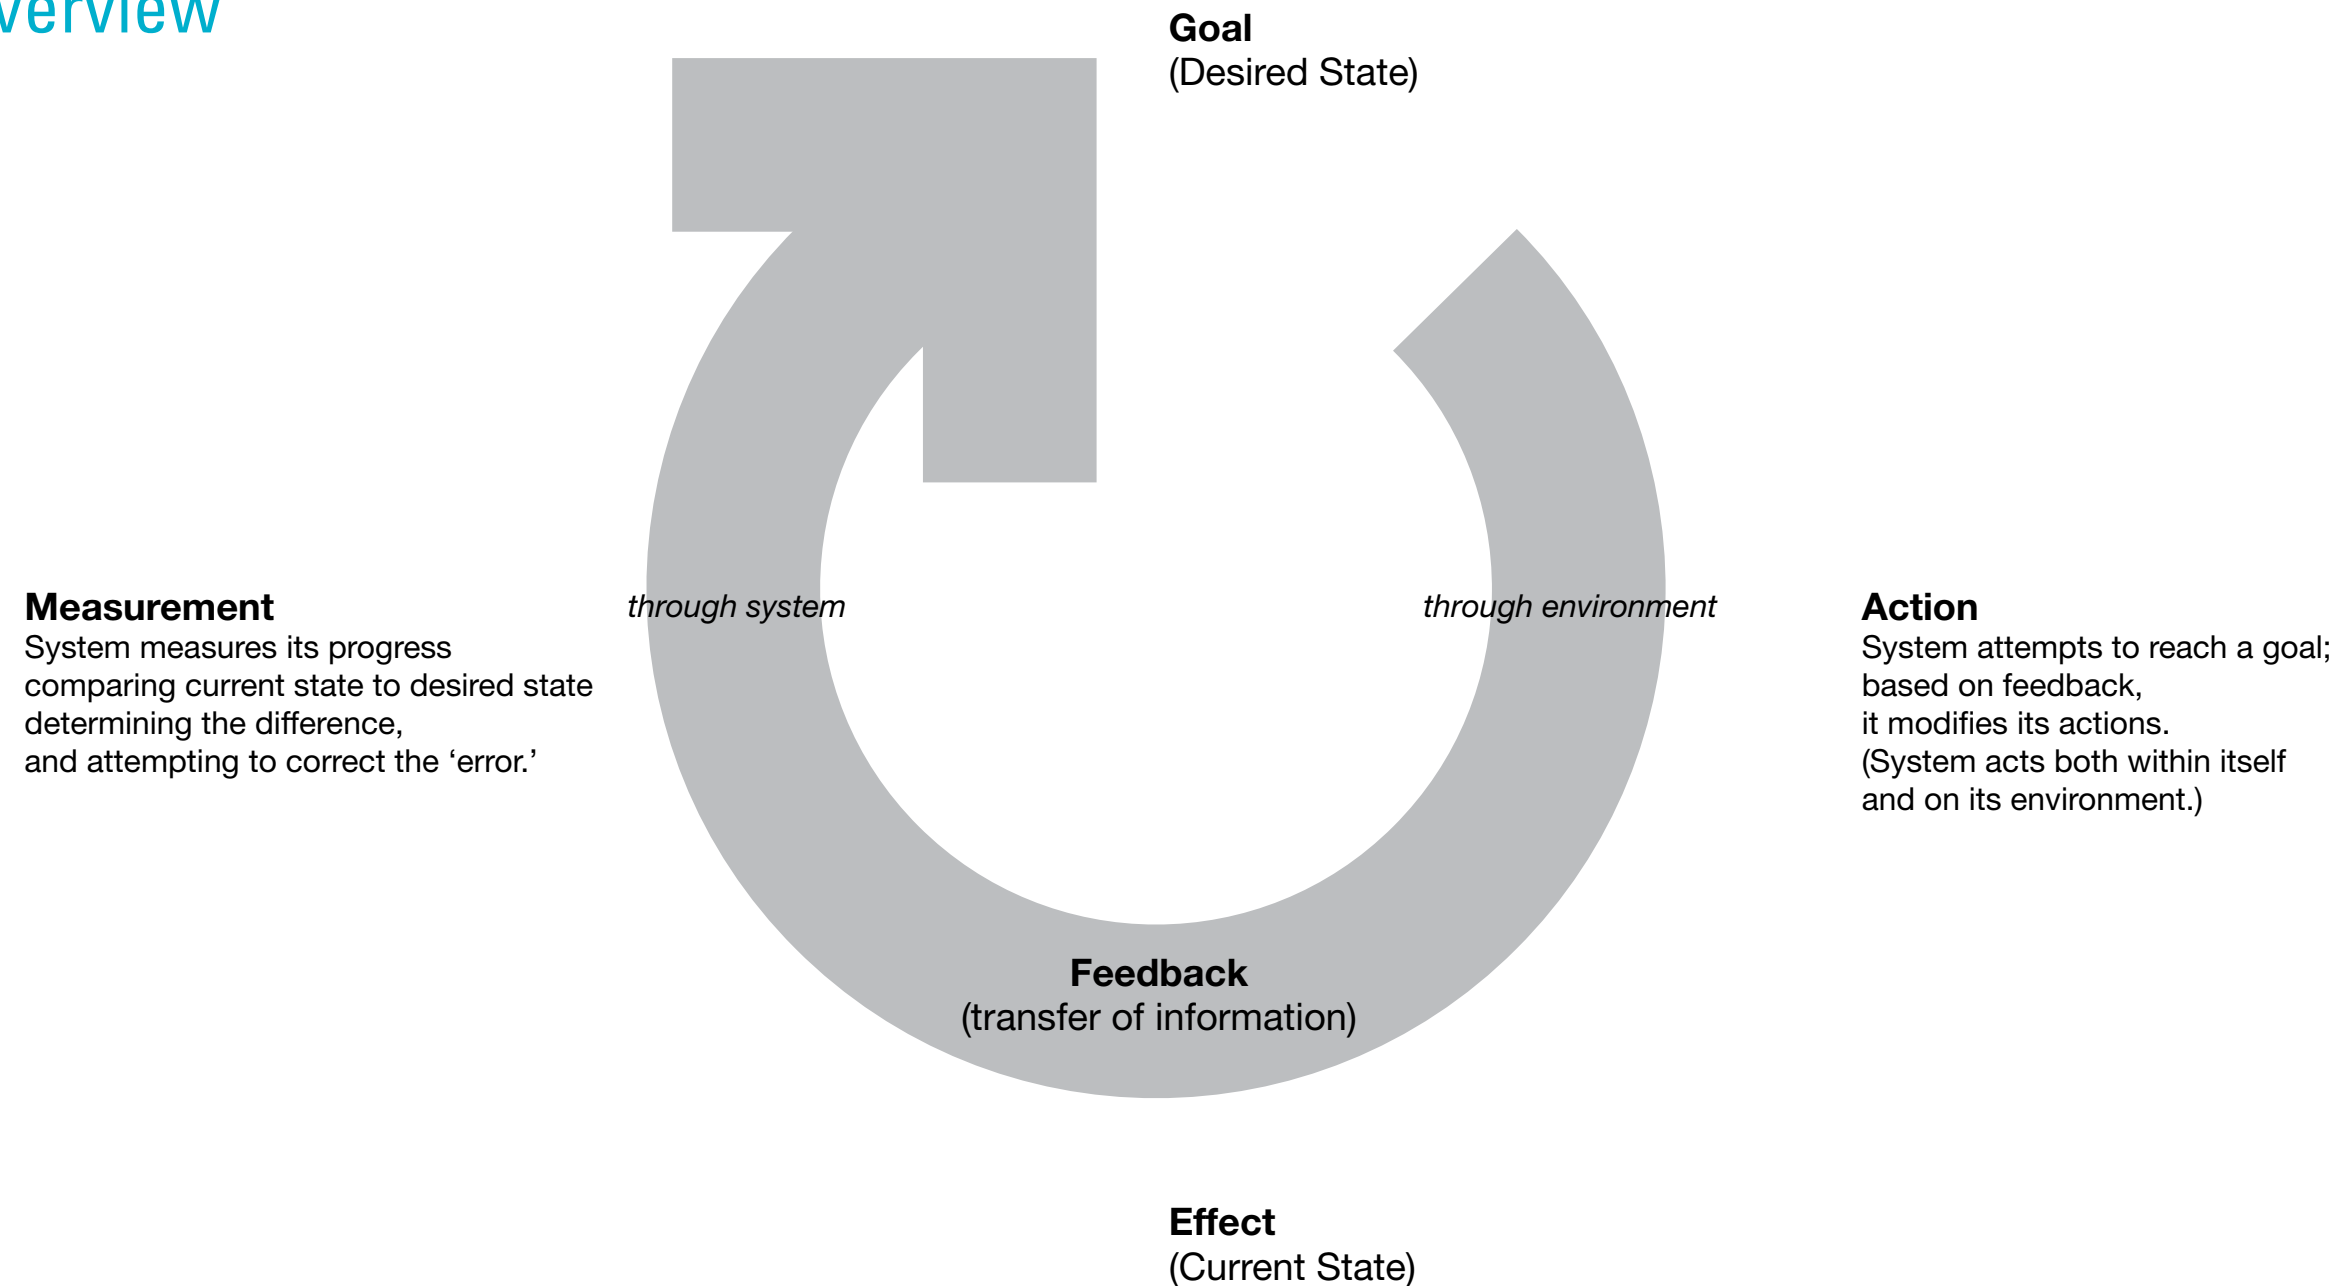 verview
Goal
(Desired State)
Measurement
System measures its progress
comparing current state to desired state
determining the difference,
and attempting to correct the ‘error.’
through system
through environment
Action
System attempts to reach a goal;
based on feedback,
it modifies its actions.
(System acts both within itself
and on its environment.)
Feedback
(transfer of information)
Effect
(Current State)